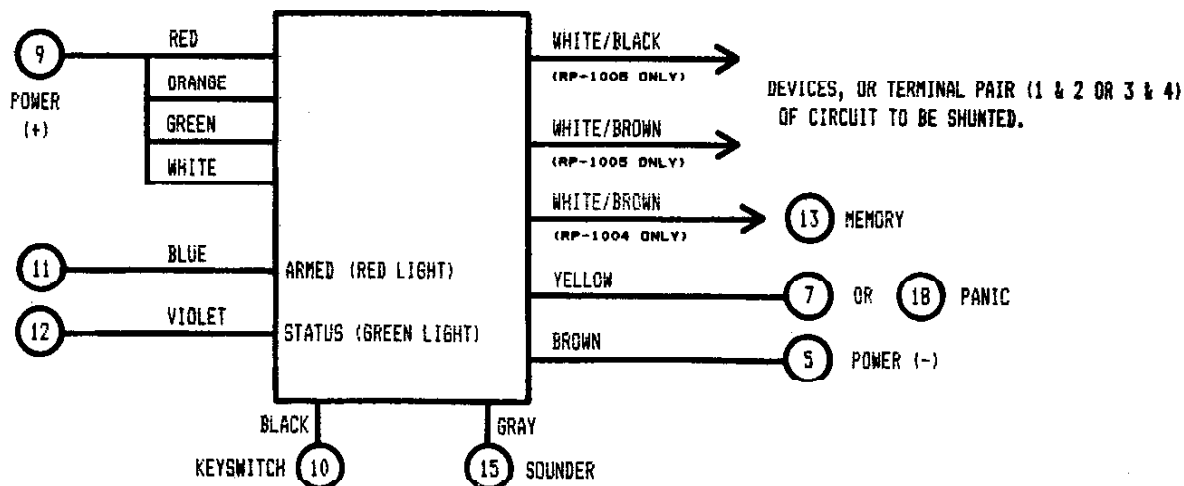 9
POWER
(+)
RED
ORANGE
GREEN
WHITE
11
BLUE
ARMED (RED LIGHT)
12
VIOLET
STATUS (GREEN LIGHT)
WHITE/BLACK
(RP-1005 ONLY)
WHITE/BROWN
(RP-1005 ONLY)
DEVICES, OR TERMINAL PAIR (1 & 2 OR 3 & 4)
OF CIRCUIT TO BE SHUNTED.
WHITE/BROWN
(RP-1004 ONLY)
13 MEMORY
YELLOW
7 OR 18 PANIC
BROWN
5 POWER (-)
BLACK
KEYSWITCH 10
GRAY
15 SOUNDER